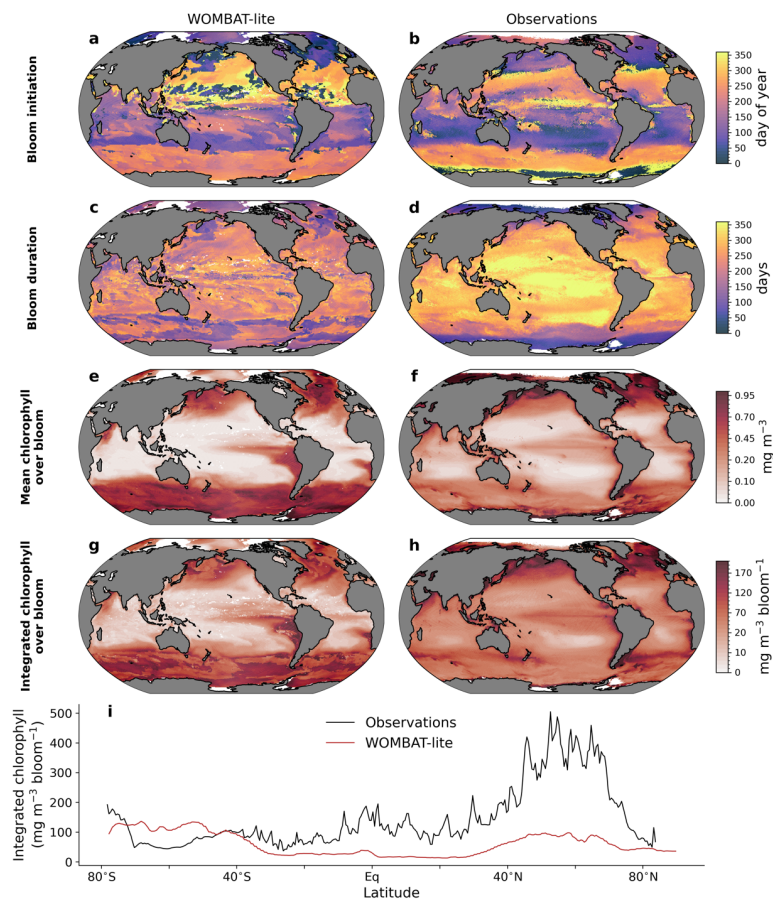 WOMBAT-lite
Observations
a
b
Bloom initiation
350
300
250
200
150
100
50
0
day of year
c
d
Bloom duration
350
300
250
200
150
100
50
0
days
e
f
Mean chlorophyll
over bloom
0.95
0.70
0.45
0.20
0.10
0.00
mg m⁻³
g
h
Integrated chlorophyll
over bloom
170
120
70
20
10
0
mg m⁻³ bloom⁻¹
i
Observations
WOMBAT-lite
Integrated chlorophyll
(mg m⁻³ bloom⁻¹)
500
400
300
200
100
0
80°S
40°S
Eq
40°N
80°N
Latitude